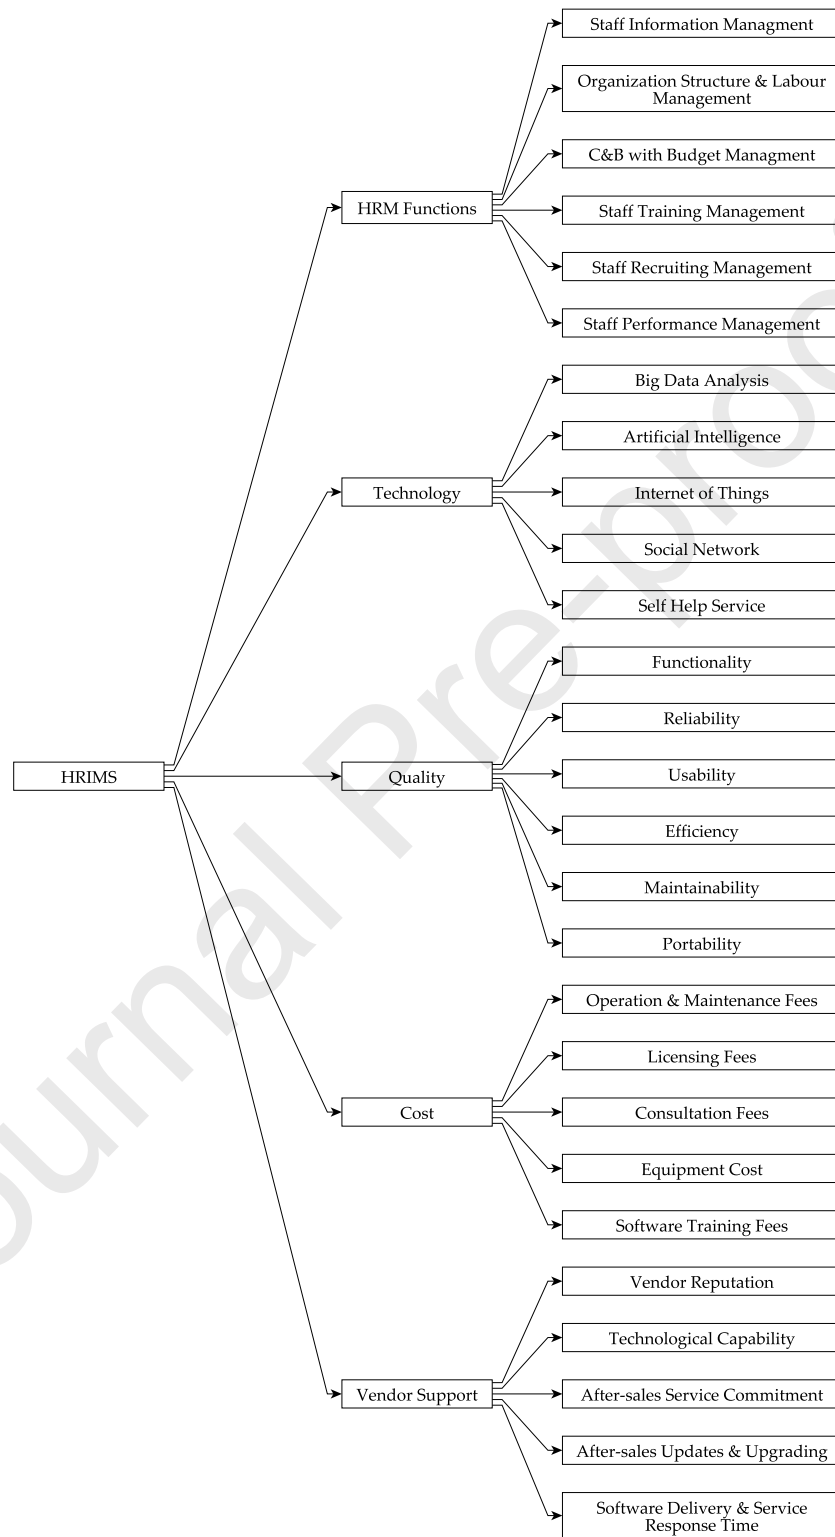 Staff Information Managment
Organization Structure & Labour
Management
C&B with Budget Managment
HRM Functions
Staff Training Management
Staff Recruiting Management
Staff Performance Management
Big Data Analysis
Artificial Intelligence
Technology
Internet of Things
Social Network
Self Help Service
Functionality
Reliability
HRIMS
Quality
Usability
Efficiency
Maintainability
Portability
Operation & Maintenance Fees
Licensing Fees
Cost
Consultation Fees
Equipment Cost
Software Training Fees
Vendor Reputation
Technological Capability
Vendor Support
After-sales Service Commitment
After-sales Updates & Upgrading
Software Delivery & Service
Response Time
ournal Pre-proo